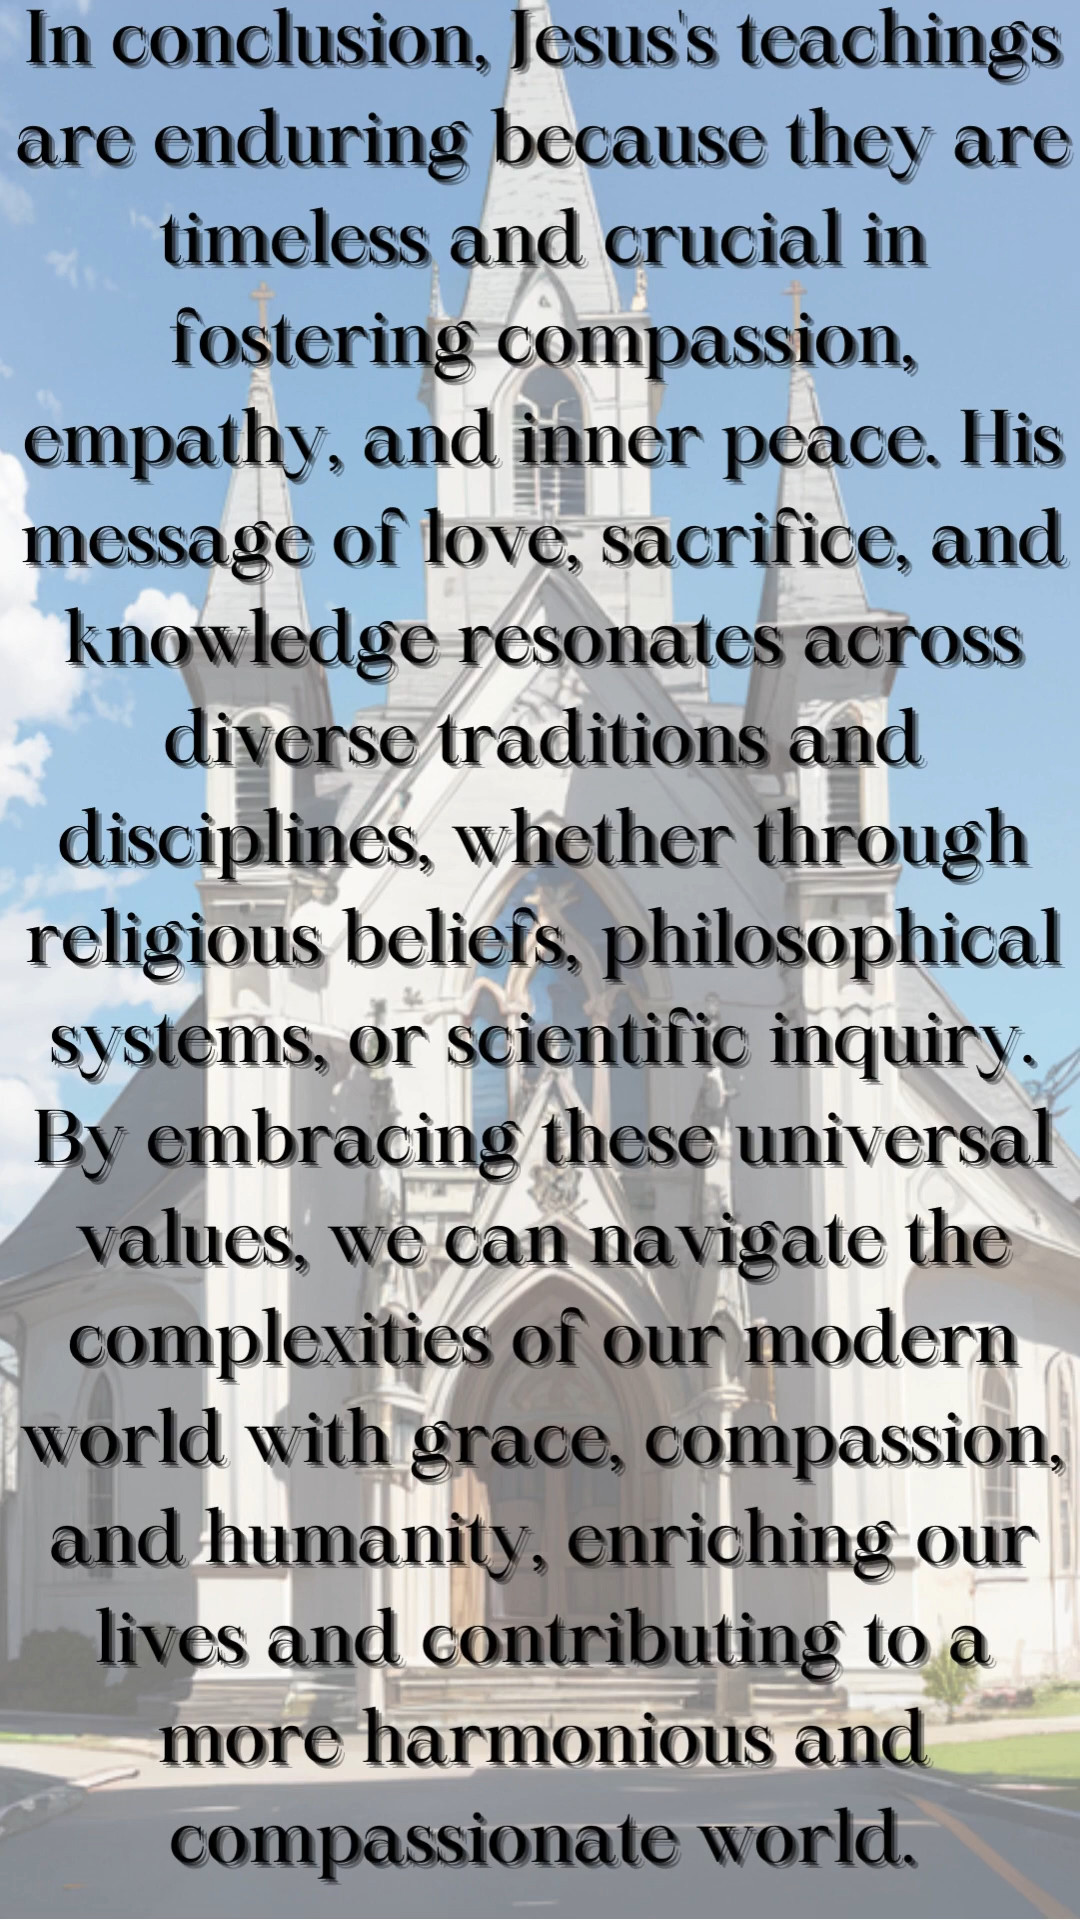 In conclusion, Jesus's teachings
are enduring because they are
timeless and crucial in
fostering compassion,
empathy, and inner peace. His
message of love, sacrifice, and
knowledge resonates across
diverse traditions and
disciplines, whether through
religious beliefs, philosophical
systems, or scientific inquiry.
By embracing these universal
values, we can navigate the
complexities of our modern
world with grace, compassion,
and humanity, enriching our
lives and contributing to a
more harmonious and
compassionate world.